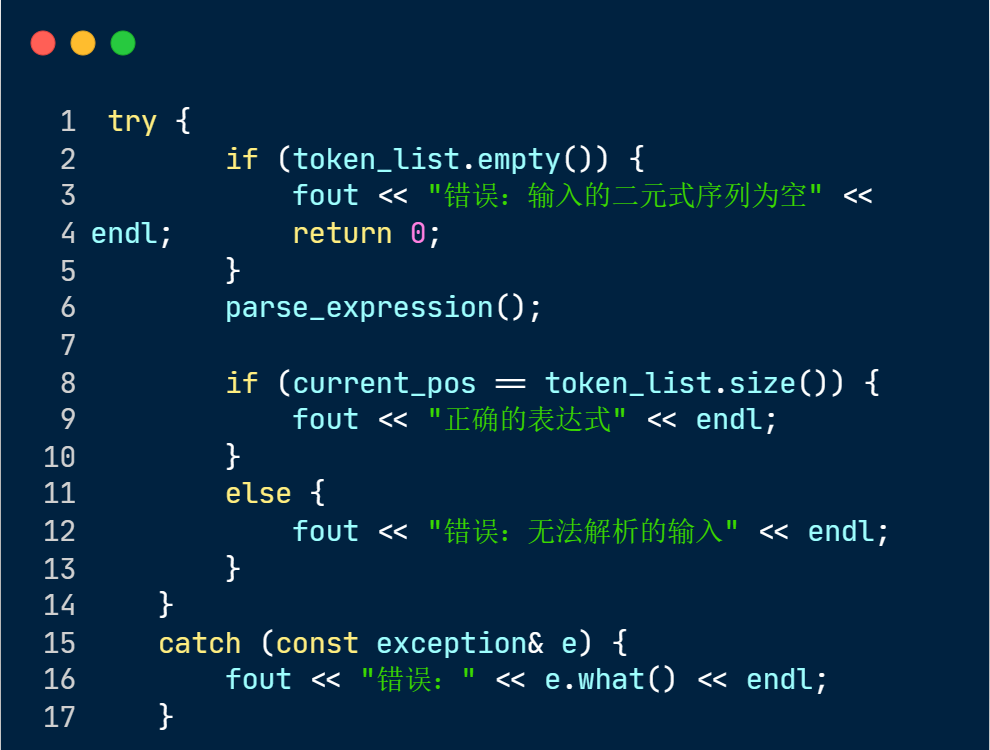 1 try {
2         if (token_list.empty()) {
3             fout << "错误：输入的二元式序列为空" <<
4 endl;       return 0;
5         }
6         parse_expression();
7
8         if (current_pos == token_list.size()) {
9             fout << "正确的表达式" << endl;
10         }
11         else {
12             fout << "错误：无法解析的输入" << endl;
13         }
14     }
15     catch (const exception& e) {
16         fout << "错误：" << e.what() << endl;
17     }